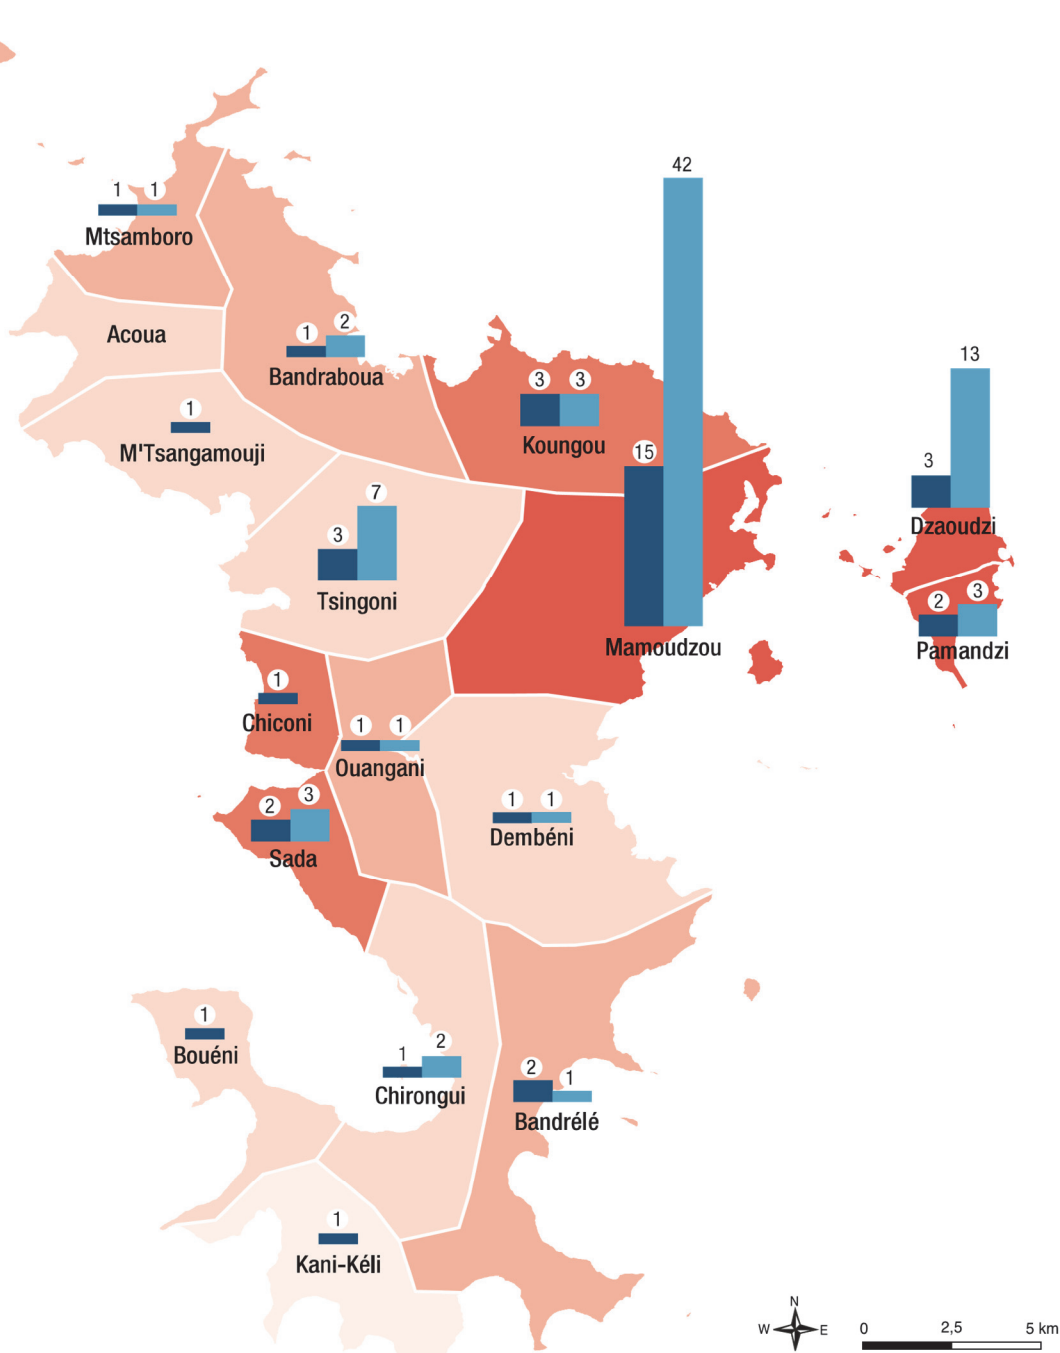 42
1 1
Mtsamboro
Acoua
1 2
Bandraboua
13
3
Dzaoudzi
3 3
Koungou
1
M'Tsangamouji
15
Mamoudzou
3 7
Tsingoni
2 3
Pamandzi
1
Chiconi
1 1
Ouangani
2 3
Sada
1 1
Dembéni
1
Bouéni
1 2
Chirongui
2 1
Bandrélé
1
Kani-Kéli
N
W E
S
0 2,5 5 km